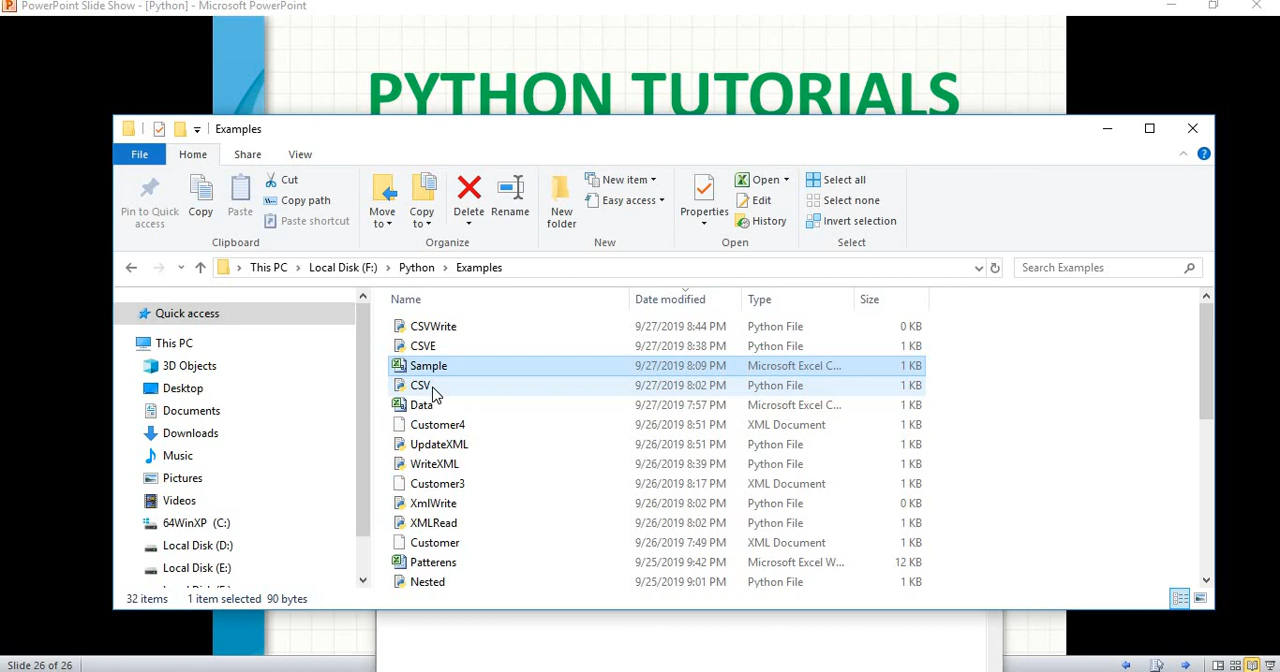 PowerPoint Slide Show - [Python] - Microsoft PowerPoint
PYTHON TUTORIALS
Examples
File Home Share View
Pin to Quick access
Copy
Paste
Cut
Copy path
Paste shortcut
Clipboard
Move to
Copy to
Delete
Rename
Organize
New folder
New item
Easy access
New
Properties
Open
Edit
History
Open
Select all
Select none
Invert selection
Select
This PC > Local Disk (F:) > Python > Examples
Search Examples
Quick access
This PC
3D Objects
Desktop
Documents
Downloads
Music
Pictures
Videos
64WinXP (C:)
Local Disk (D:)
Local Disk (E:)
Name Date modified Type Size
CSVWrite 9/27/2019 8:44 PM Python File 0 KB
CSVE 9/27/2019 8:38 PM Python File 1 KB
Sample 9/27/2019 8:09 PM Microsoft Excel C... 1 KB
CSV 9/27/2019 8:02 PM Python File 1 KB
Data 9/27/2019 7:57 PM Microsoft Excel C... 1 KB
Customer4 9/26/2019 8:51 PM XML Document 1 KB
UpdateXML 9/26/2019 8:51 PM Python File 1 KB
WriteXML 9/26/2019 8:39 PM Python File 1 KB
Customer3 9/26/2019 8:17 PM XML Document 1 KB
XmlWrite 9/26/2019 8:02 PM Python File 0 KB
XMLRead 9/26/2019 8:02 PM Python File 1 KB
Customer 9/26/2019 7:49 PM XML Document 1 KB
Patterens 9/25/2019 9:42 PM Microsoft Excel W... 12 KB
Nested 9/25/2019 9:01 PM Python File 1 KB
32 items 1 item selected 90 bytes
Slide 26 of 26